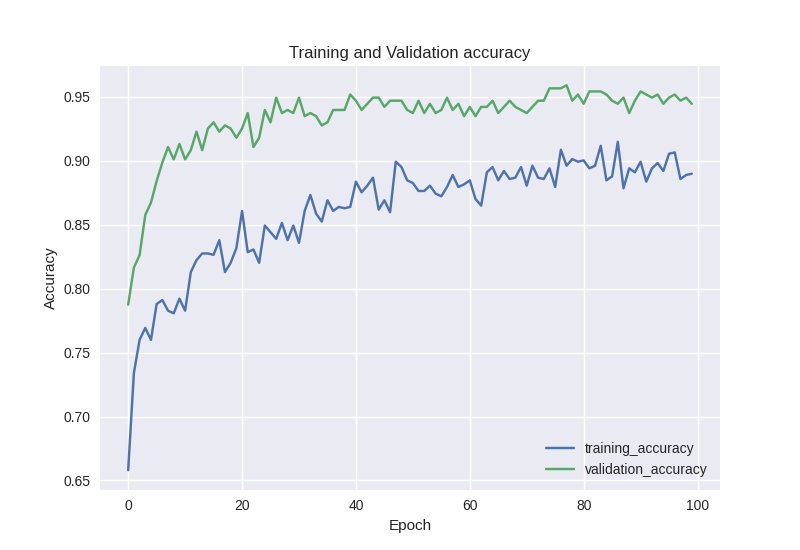 Training and Validation accuracy
0.95
0.90
0.85
0.80
0.75
0.70
0.65
Accuracy
training_accuracy
validation_accuracy
0 20 40 60 80 100
Epoch